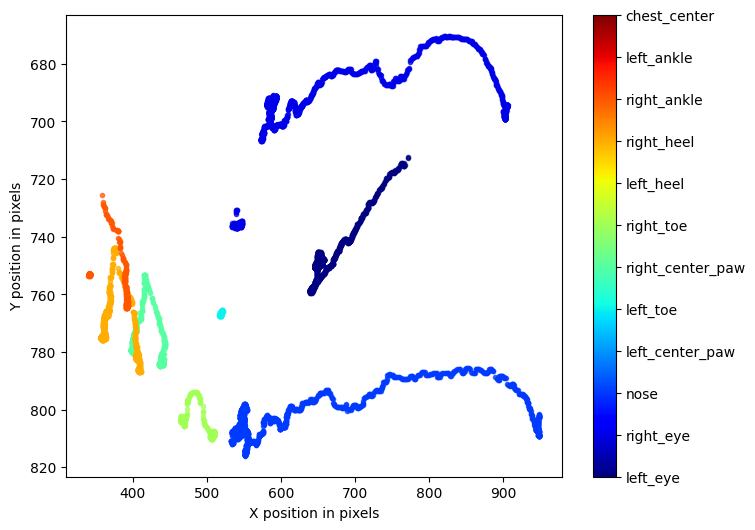 chest_center
left_ankle
right_ankle
right_heel
left_heel
right_toe
right_center_paw
left_toe
left_center_paw
nose
right_eye
left_eye
680
700
720
740
760
780
800
820
Y position in pixels
400 500 600 700 800 900
X position in pixels